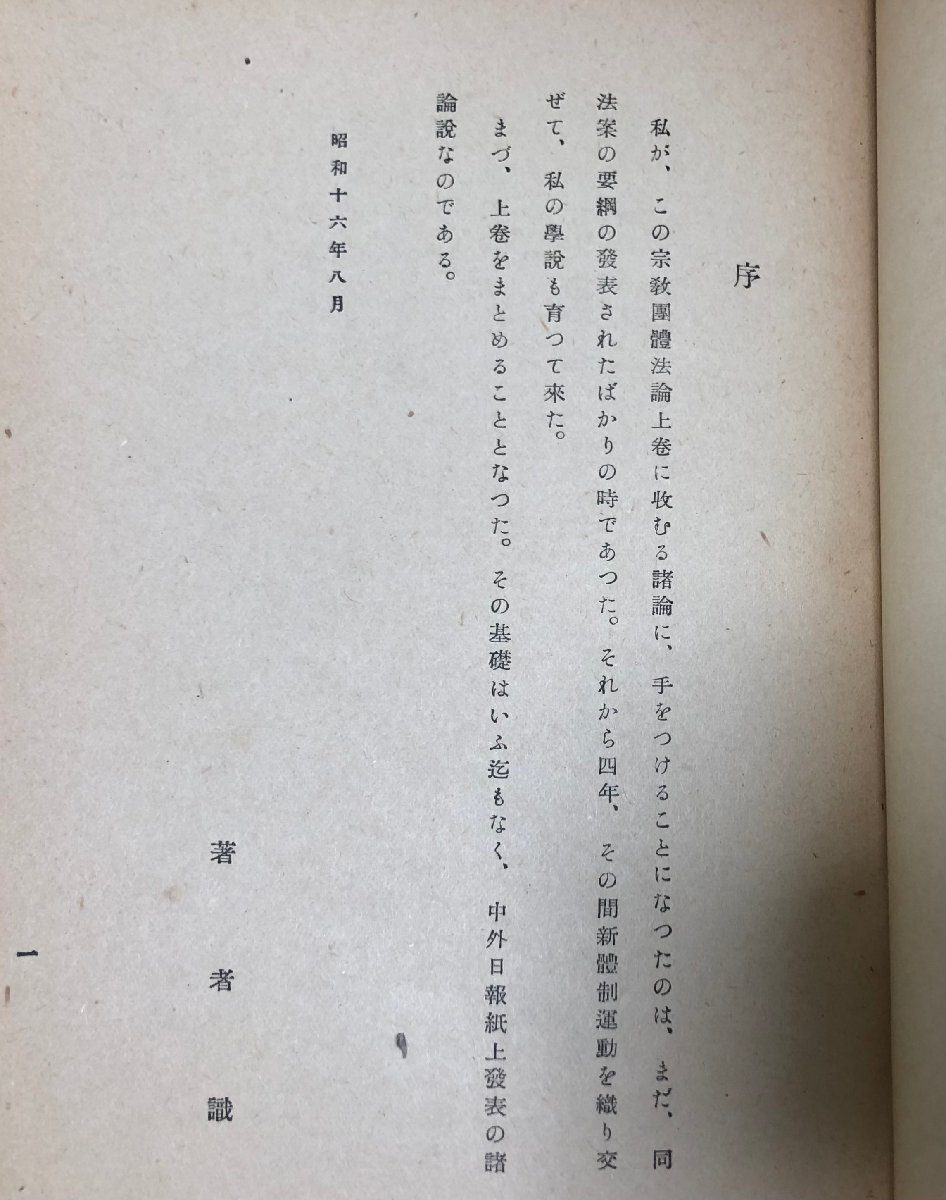 序
私が、この宗敎團體法論上卷に收むる諸論に、手をつけることになつたのは、まだ、同
法案の要綱の發表されたばかりの時であつた。それから四年、その間新體制運動を織り交
ぜて、私の學說も育つて來た。
まづ、上卷をまとめることとなつた。その基礎はいふ迄もなく、中外日報紙上發表の諸
論說なのである。
昭和十六年八月
著者識
一